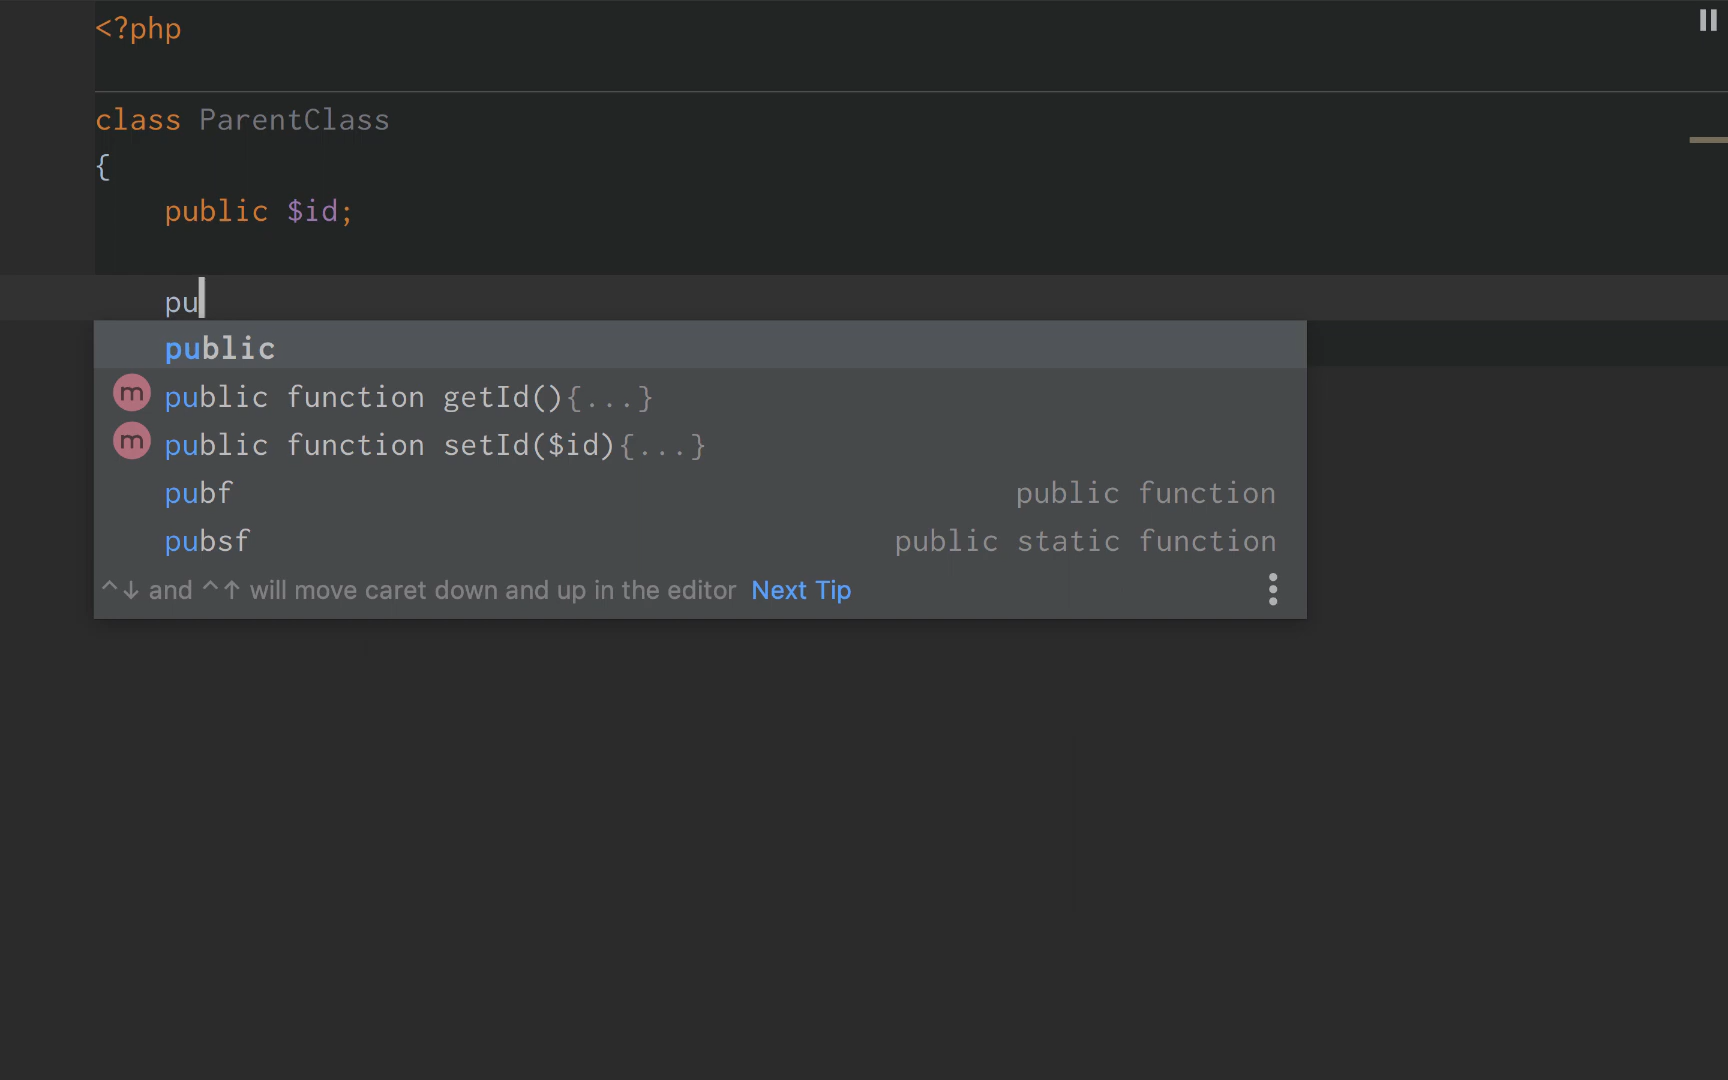 <?php
class ParentClass
{
public $id;
pu
public
m public function getId(){...}
m public function setId($id){...}
pubf public function
pubsf public static function
^↓ and ^↑ will move caret down and up in the editor Next Tip